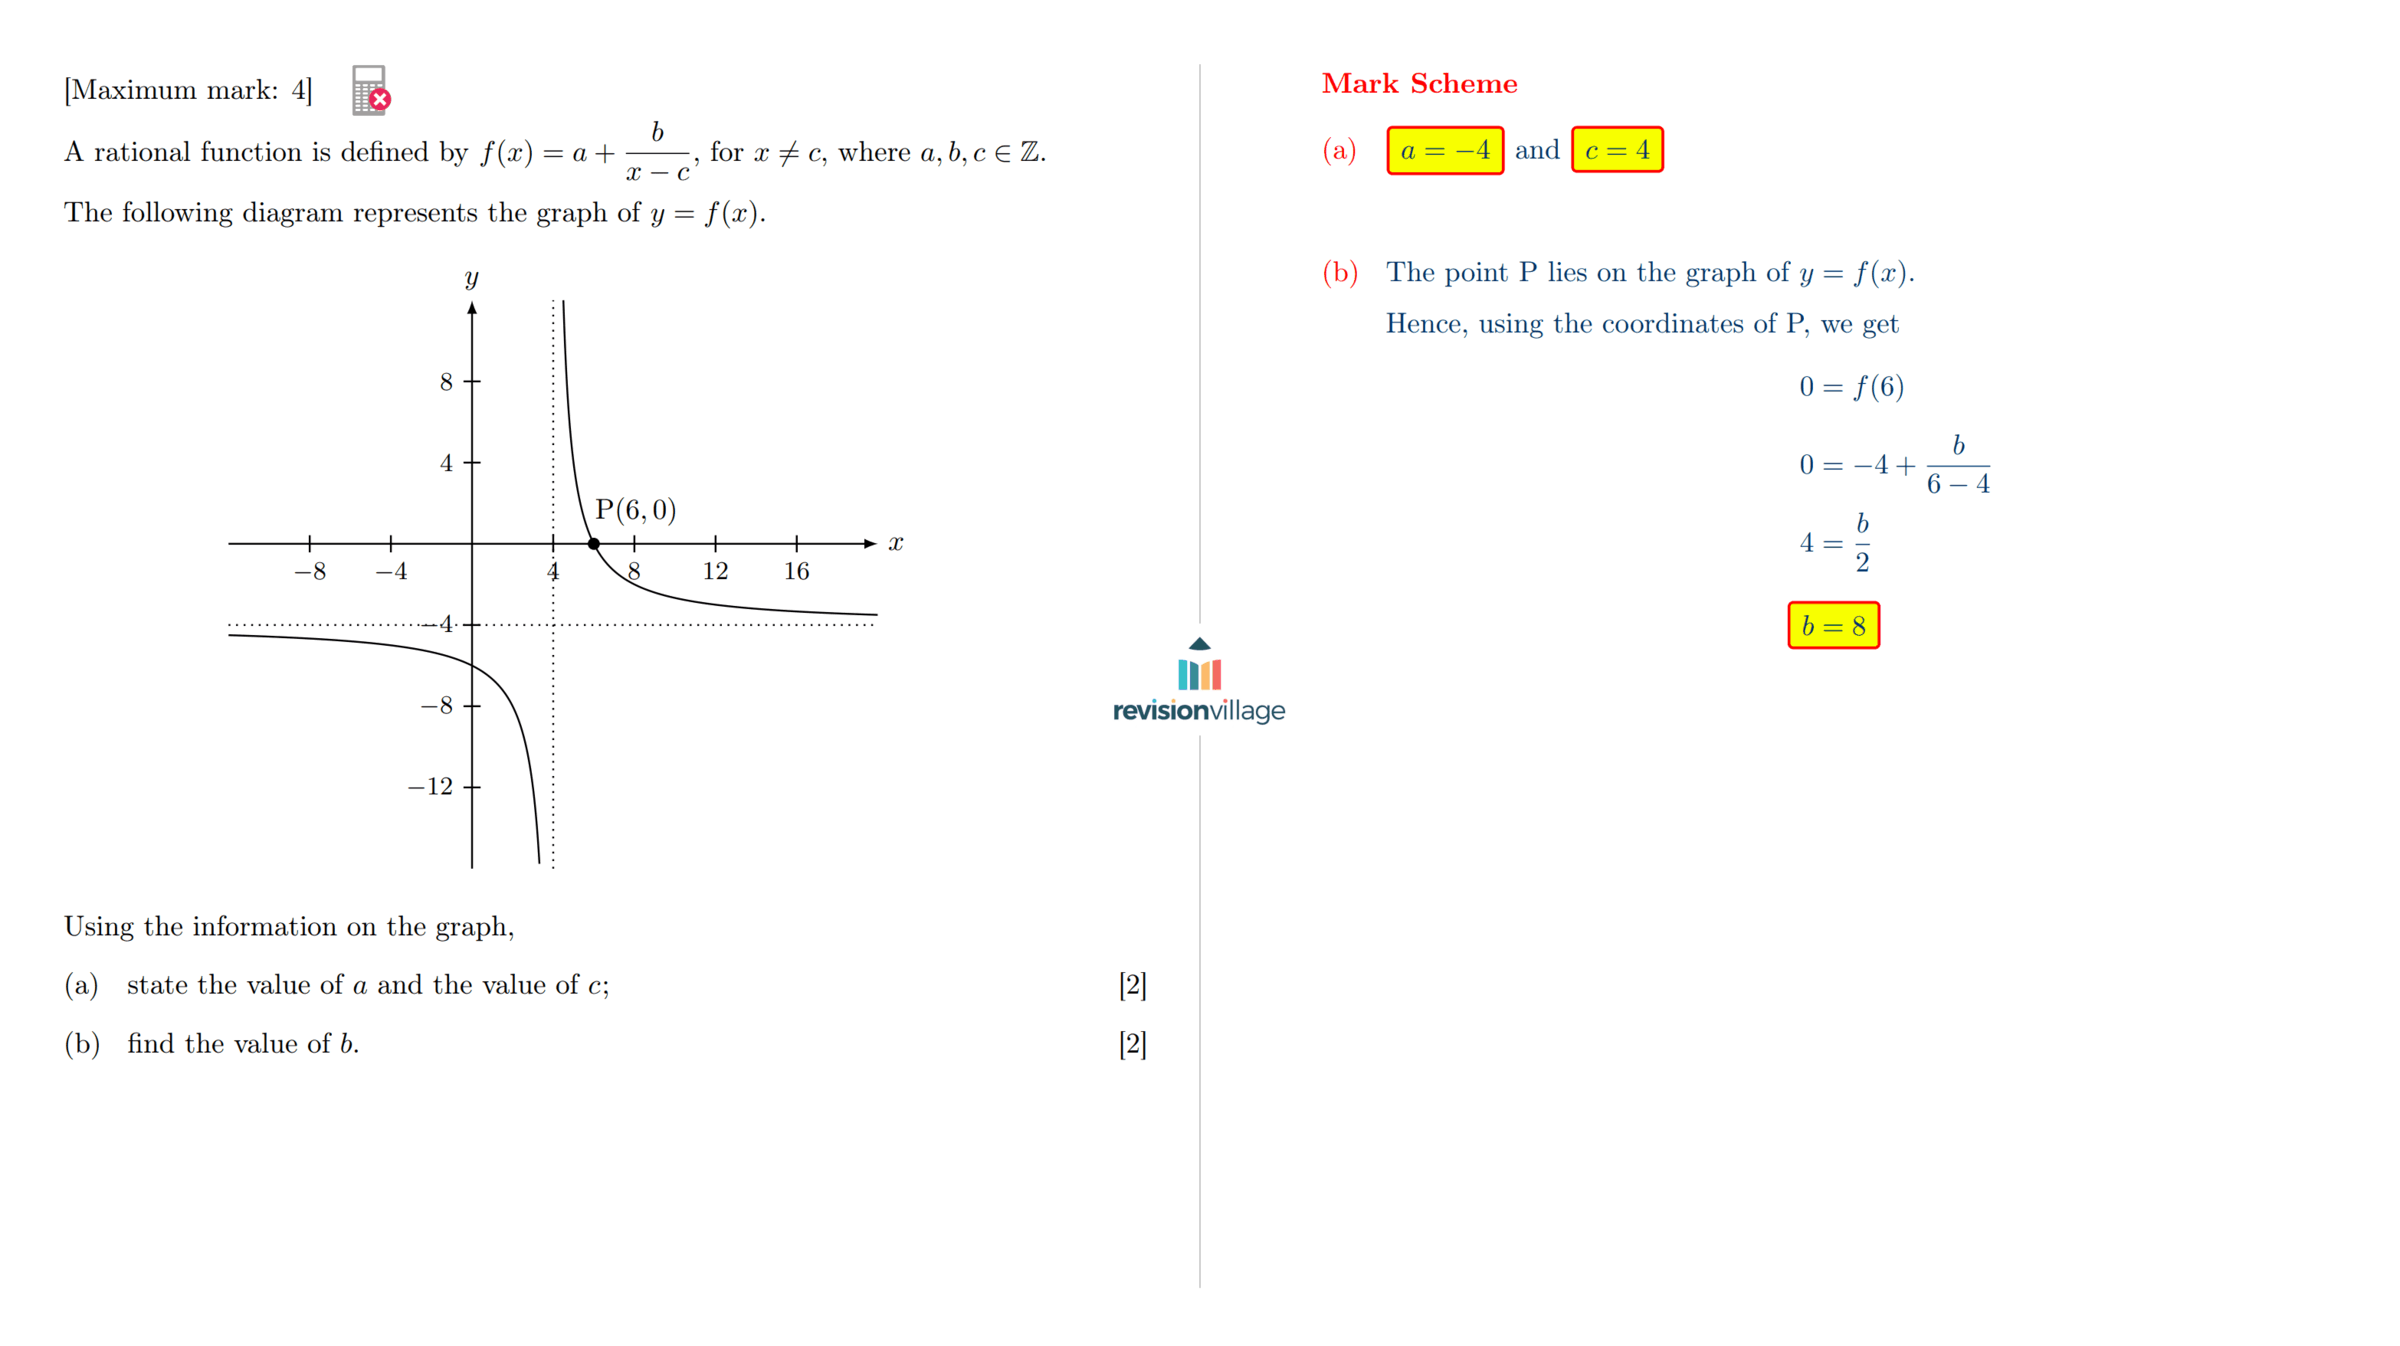 [Maximum mark: 4]
A rational function is defined by f(x) = a + b/(x − c), for x ≠ c, where a, b, c ∈ ℤ.
The following diagram represents the graph of y = f(x).
y
8
4
P(6, 0)
x
−8 −4 4 8 12 16
−4
−8
−12
Using the information on the graph,
(a) state the value of a and the value of c; [2]
(b) find the value of b. [2]
revisionvillage
Mark Scheme
(a) a = −4 and c = 4
(b) The point P lies on the graph of y = f(x).
Hence, using the coordinates of P, we get
0 = f(6)
0 = −4 + b/(6 − 4)
4 = b/2
b = 8